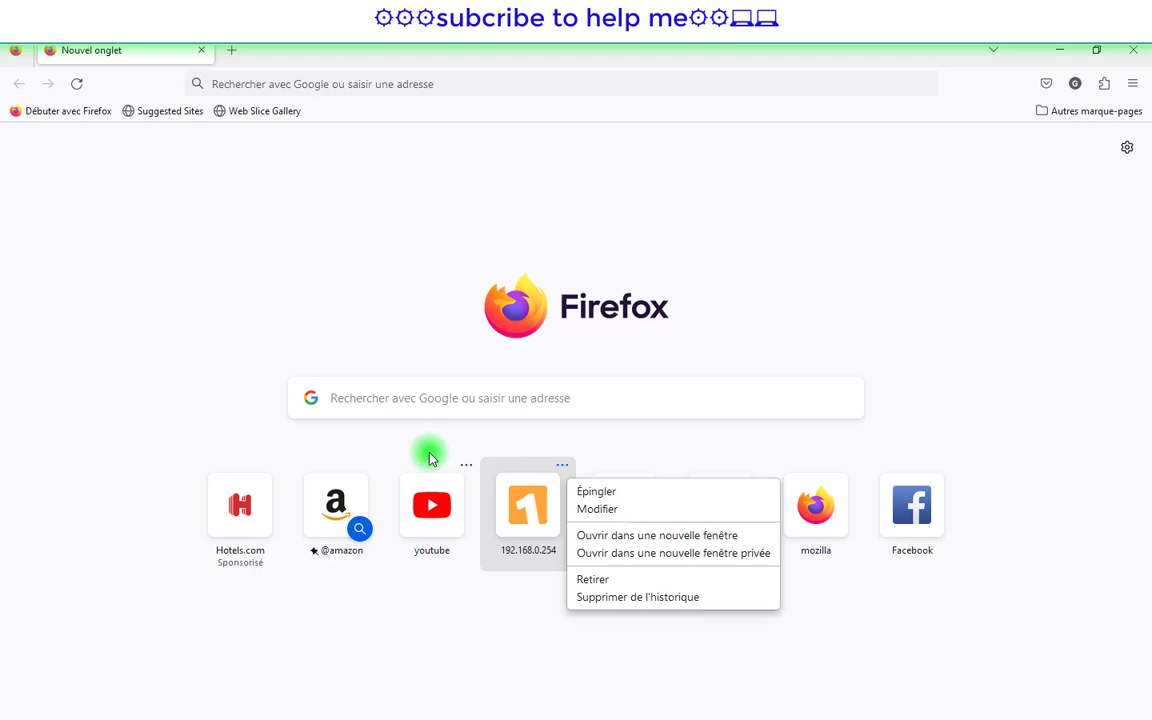 ⚙⚙⚙subcribe to help me⚙⚙💻💻
Nouvel onglet
Rechercher avec Google ou saisir une adresse
G
Débuter avec Firefox
Suggested Sites
Web Slice Gallery
Autres marque-pages
Firefox
Rechercher avec Google ou saisir une adresse
Épingler
Modifier
Ouvrir dans une nouvelle fenêtre
Ouvrir dans une nouvelle fenêtre privée
Retirer
Supprimer de l'historique
Hotels.com
Sponsorisé
@amazon
youtube
192.168.0.254
mozilla
Facebook